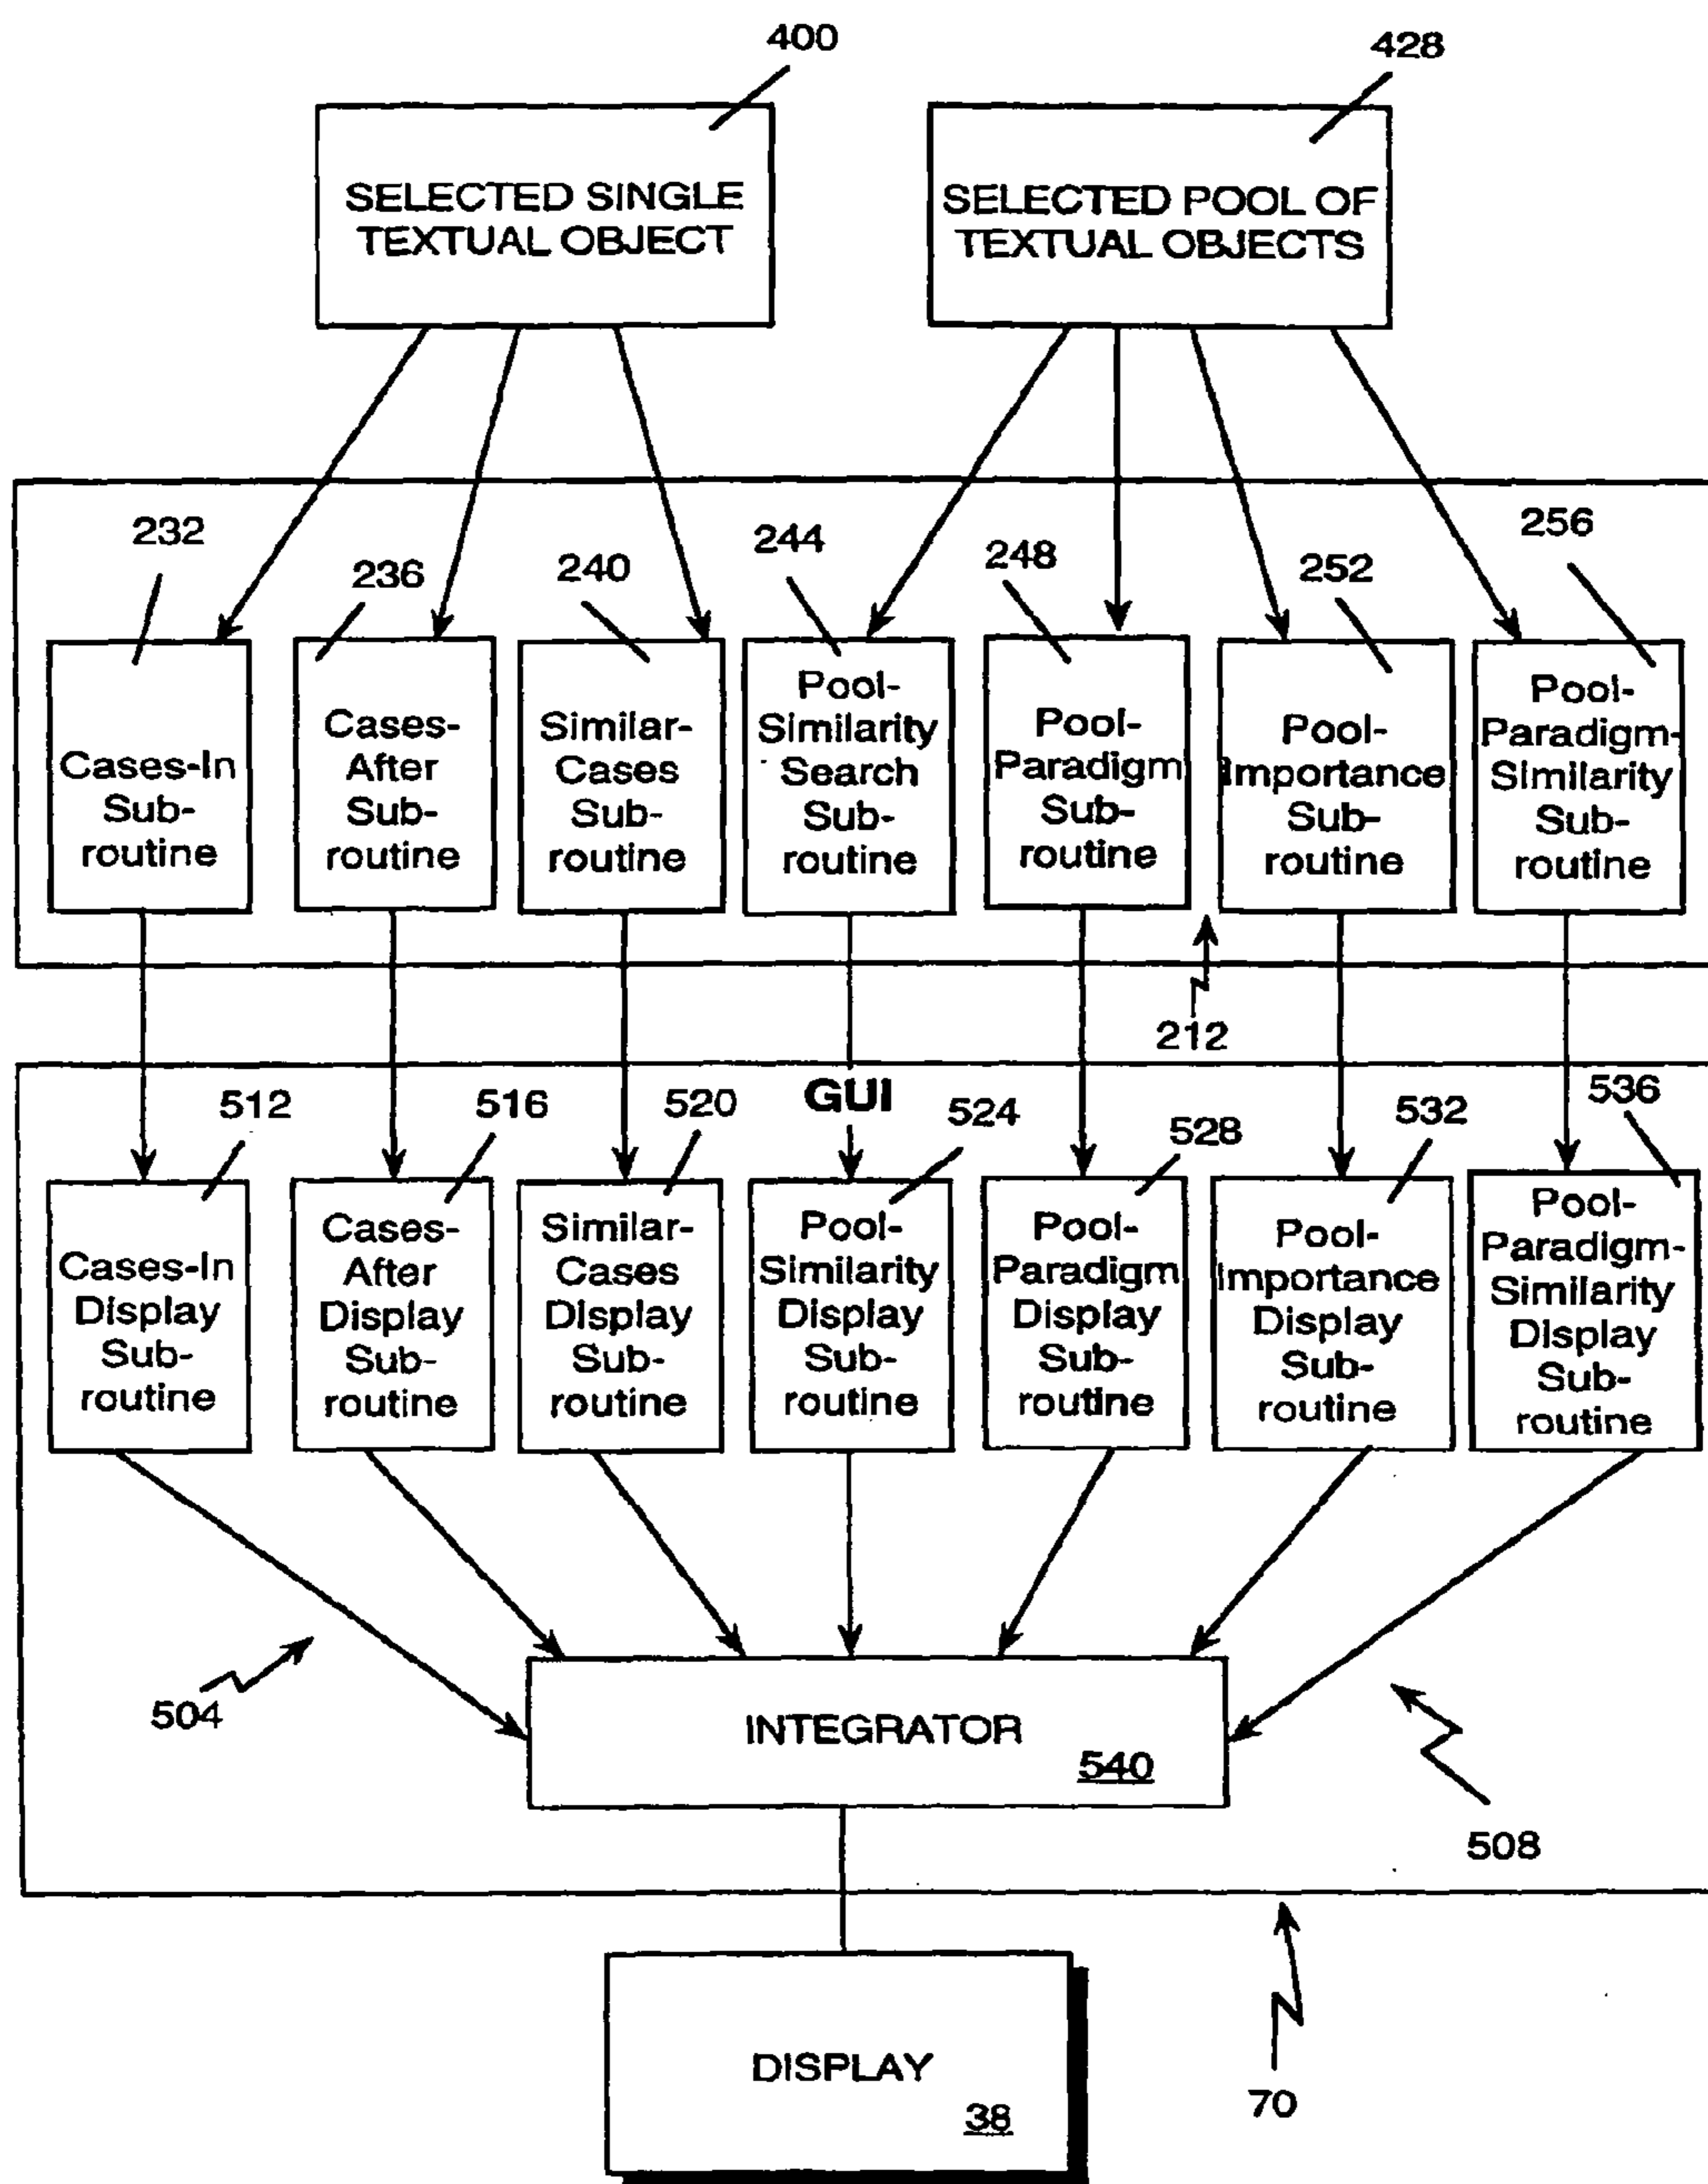 400
428
SELECTED SINGLE
TEXTUAL OBJECT
SELECTED POOL OF
TEXTUAL OBJECTS
232
236
240
244
248
252
256
Cases-In
Sub-
routine
Cases-
After
Sub-
routine
Similar-
Cases
Sub-
routine
Pool-
Similarity
Search
Sub-
routine
Pool-
Paradigm
Sub-
routine
Pool-
Importance
Sub-
routine
Pool-
Paradigm-
Similarity
Sub-
routine
212
GUI
512
516
520
524
528
532
536
Cases-In
Display
Sub-
routine
Cases-
After
Display
Sub-
routine
Similar-
Cases
Display
Sub-
routine
Pool-
Similarity
Display
Sub-
routine
Pool-
Paradigm
Display
Sub-
routine
Pool-
Importance
Display
Sub-
routine
Pool-
Paradigm-
Similarity
Display
Sub-
routine
504
INTEGRATOR
540
508
DISPLAY
38
70